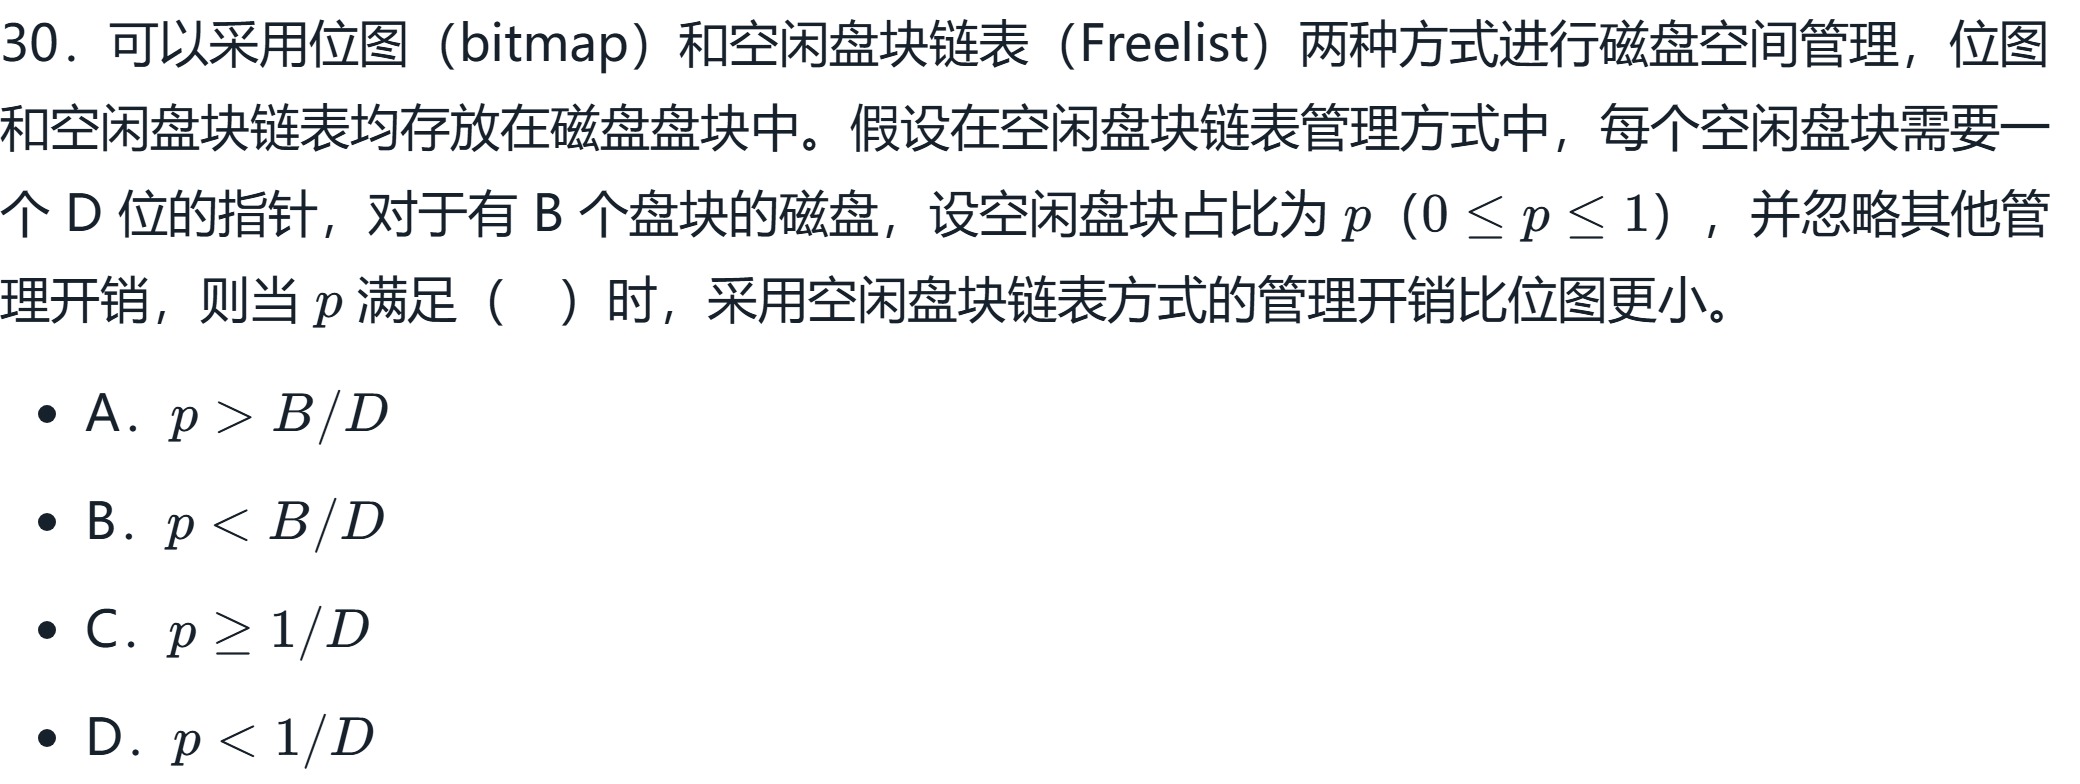 30．可以采用位图（bitmap）和空闲盘块链表（Freelist）两种方式进行磁盘空间管理，位图
和空闲盘块链表均存放在磁盘盘块中。假设在空闲盘块链表管理方式中，每个空闲盘块需要一
个 D 位的指针，对于有 B 个盘块的磁盘，设空闲盘块占比为 p（0 ≤ p ≤ 1），并忽略其他管
理开销，则当 p 满足（　）时，采用空闲盘块链表方式的管理开销比位图更小。
• A．p > B/D
• B．p < B/D
• C．p ≥ 1/D
• D．p < 1/D